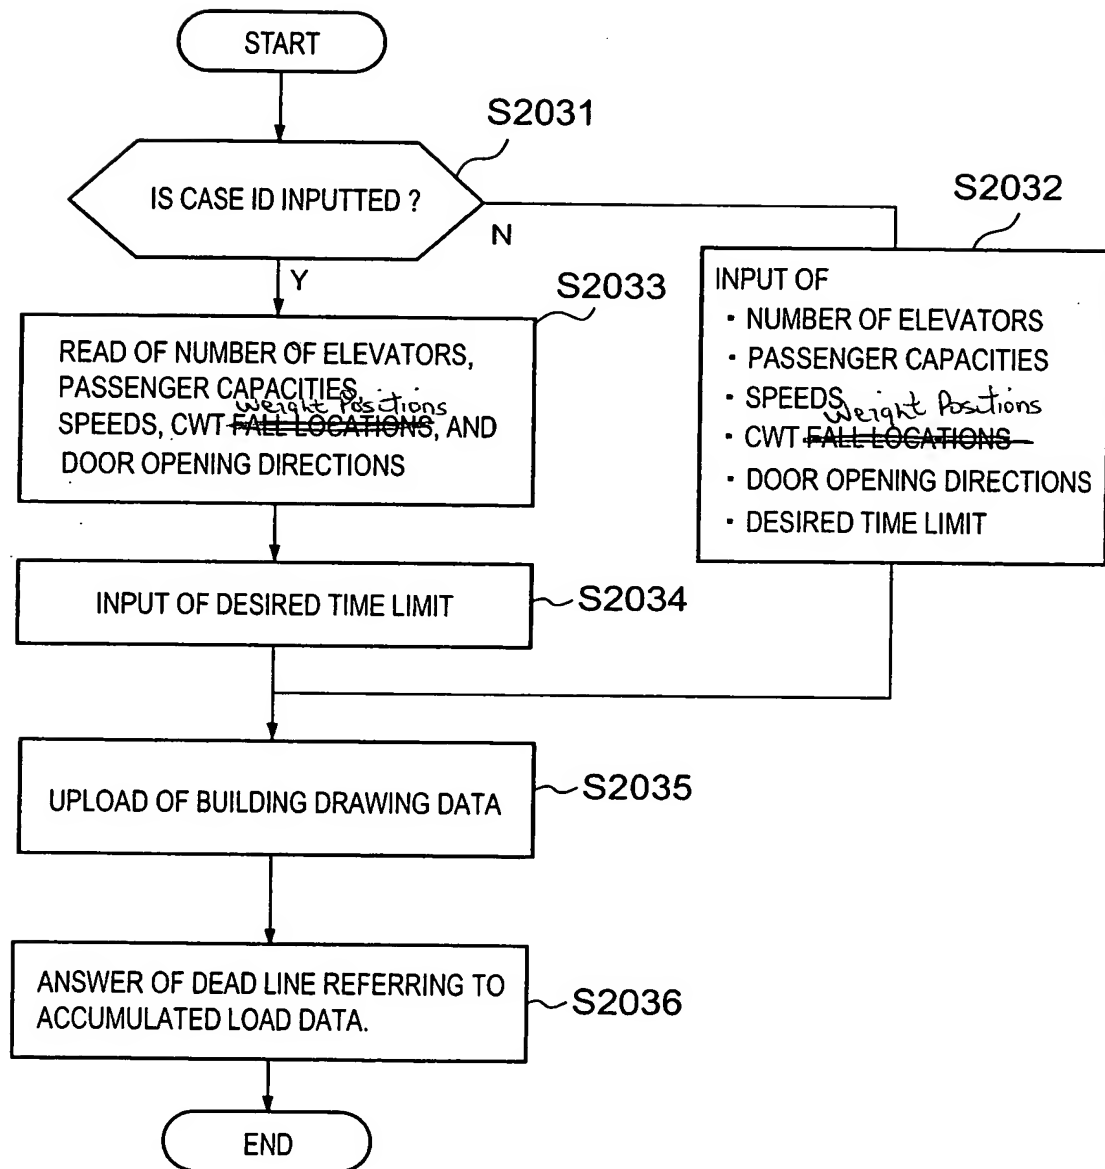 START
S2031
IS CASE ID INPUTTED ?
N
Y
S2032
INPUT OF
· NUMBER OF ELEVATORS
· PASSENGER CAPACITIES
· SPEEDS
Weight Positions
· CWT FALL LOCATIONS
· DOOR OPENING DIRECTIONS
· DESIRED TIME LIMIT
S2033
READ OF NUMBER OF ELEVATORS,
PASSENGER CAPACITIES,
Weight Positions
SPEEDS, CWT FALL LOCATIONS, AND
DOOR OPENING DIRECTIONS
INPUT OF DESIRED TIME LIMIT
S2034
UPLOAD OF BUILDING DRAWING DATA
S2035
ANSWER OF DEAD LINE REFERRING TO
ACCUMULATED LOAD DATA.
S2036
END